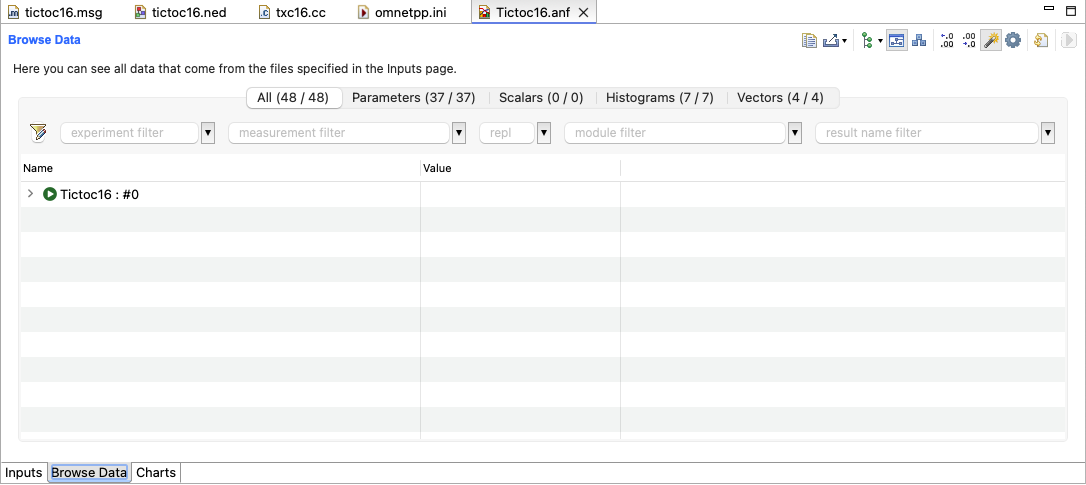 tictoc16.msg tictoc16.ned txc16.cc omnetpp.ini Tictoc16.anf
Browse Data
Here you can see all data that come from the files specified in the Inputs page.
All (48 / 48) Parameters (37 / 37) Scalars (0 / 0) Histograms (7 / 7) Vectors (4 / 4)
experiment filter measurement filter repl module filter result name filter
Name Value
Tictoc16 : #0
Inputs Browse Data Charts